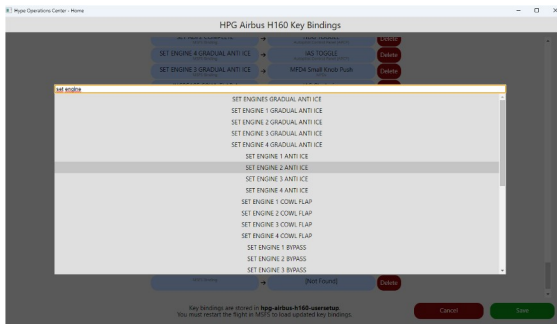 Hype Operations Center - Home
HPG Airbus H160 Key Bindings
Delete
SET ENGINE 4 GRADUAL ANTI ICE → IAS TOGGLE Delete
SET ENGINE 3 GRADUAL ANTI ICE → MFD4 Small Knob Push Delete
set engine
SET ENGINES GRADUAL ANTI ICE
SET ENGINE 1 GRADUAL ANTI ICE
SET ENGINE 2 GRADUAL ANTI ICE
SET ENGINE 3 GRADUAL ANTI ICE
SET ENGINE 4 GRADUAL ANTI ICE
SET ENGINE 1 ANTI ICE
SET ENGINE 2 ANTI ICE
SET ENGINE 3 ANTI ICE
SET ENGINE 4 ANTI ICE
SET ENGINE 1 COWL FLAP
SET ENGINE 2 COWL FLAP
SET ENGINE 3 COWL FLAP
SET ENGINE 4 COWL FLAP
SET ENGINE 1 BYPASS
SET ENGINE 2 BYPASS
SET ENGINE 3 BYPASS
→ [Not Found] Delete
Key bindings are stored in hpg-airbus-h160-usersetup.
You must restart the flight in MSFS to load updated key bindings.
Cancel
Save